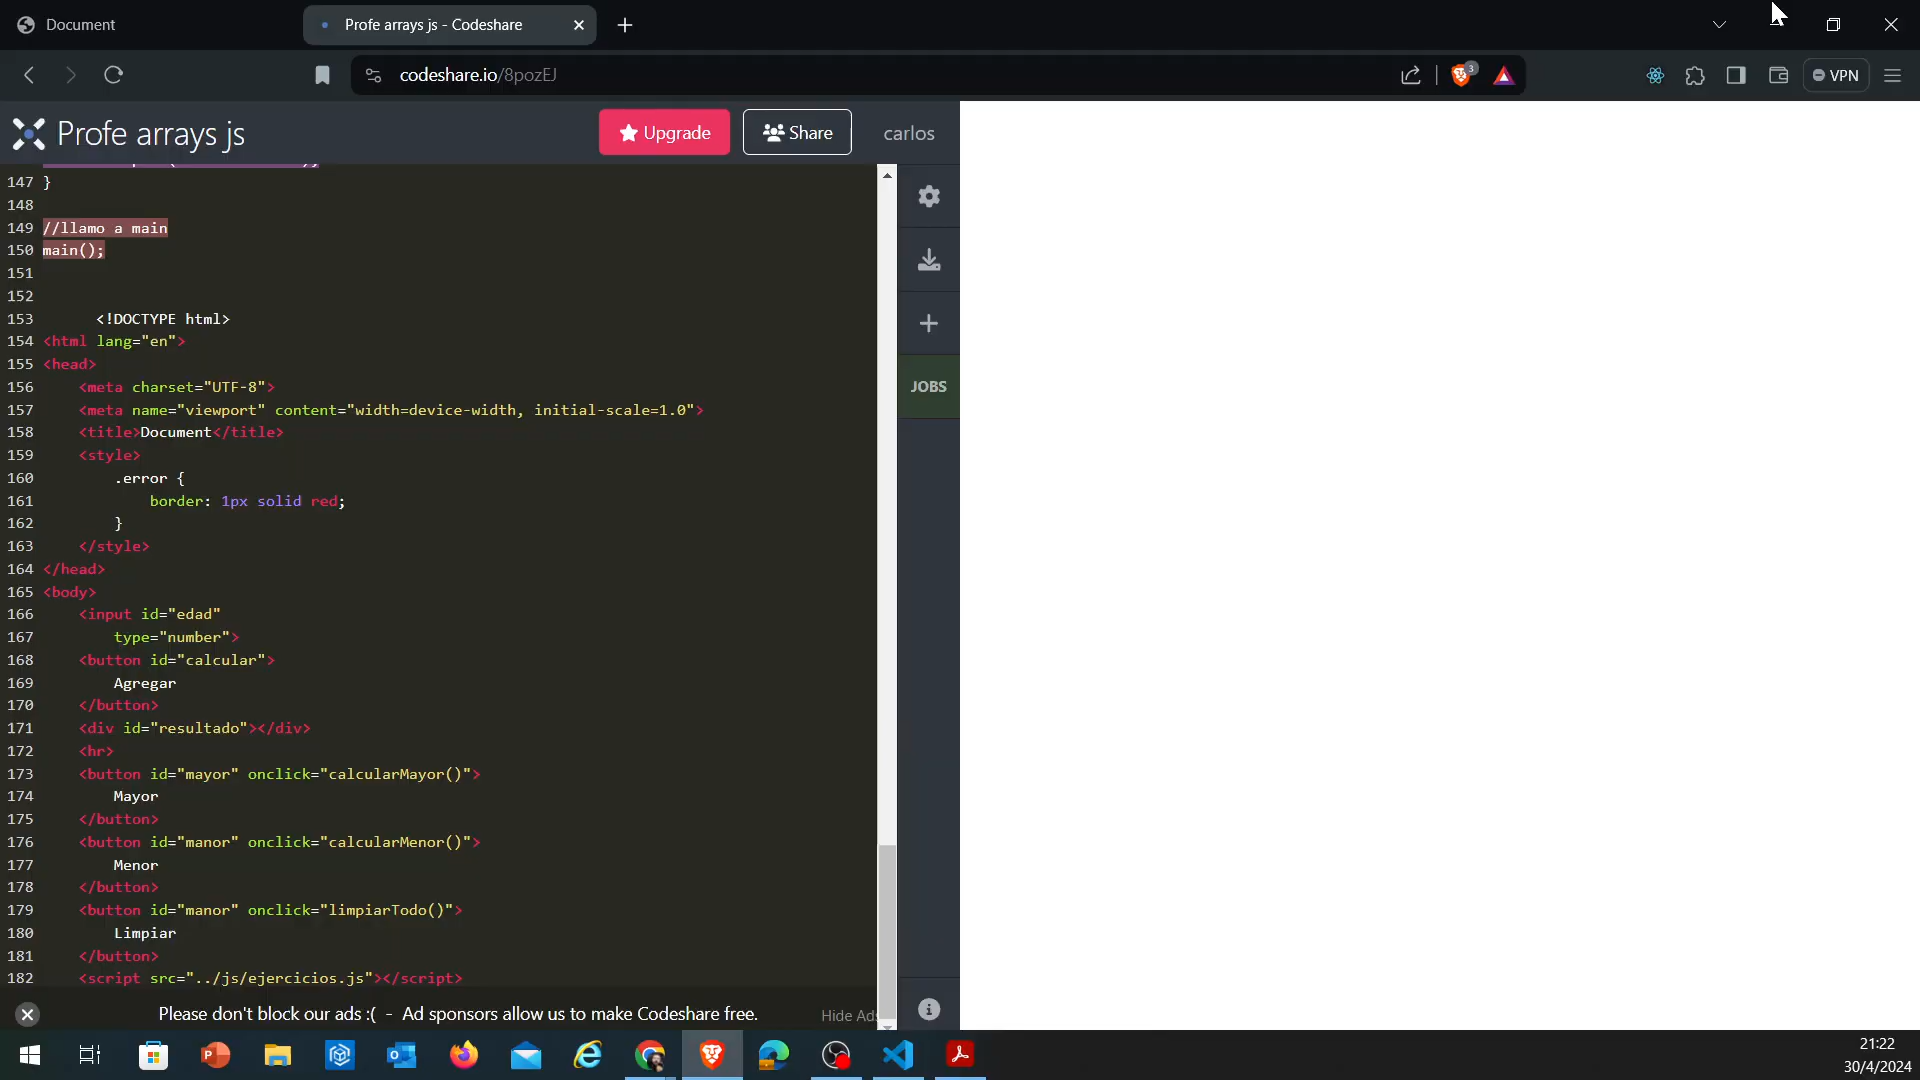 Document
Profe arrays js - Codeshare
codeshare.io/8pozEJ
3
VPN
Profe arrays js
Upgrade
Share
carlos
147 }
148
149 //llamo a main
150 main();
151
152
153 <!DOCTYPE html>
154 <html lang="en">
155 <head>
156 <meta charset="UTF-8">
157 <meta name="viewport" content="width=device-width, initial-scale=1.0">
158 <title>Document</title>
159 <style>
160 .error {
161 border: 1px solid red;
162 }
163 </style>
164 </head>
165 <body>
166 <input id="edad"
167 type="number">
168 <button id="calcular">
169 Agregar
170 </button>
171 <div id="resultado"></div>
172 <hr>
173 <button id="mayor" onclick="calcularMayor()">
174 Mayor
175 </button>
176 <button id="manor" onclick="calcularMenor()">
177 Menor
178 </button>
179 <button id="manor" onclick="limpiarTodo()">
180 Limpiar
181 </button>
182 <script src="../js/ejercicios.js"></script>
JOBS
Please don't block our ads :( - Ad sponsors allow us to make Codeshare free.
Hide Ads
21:22
30/4/2024